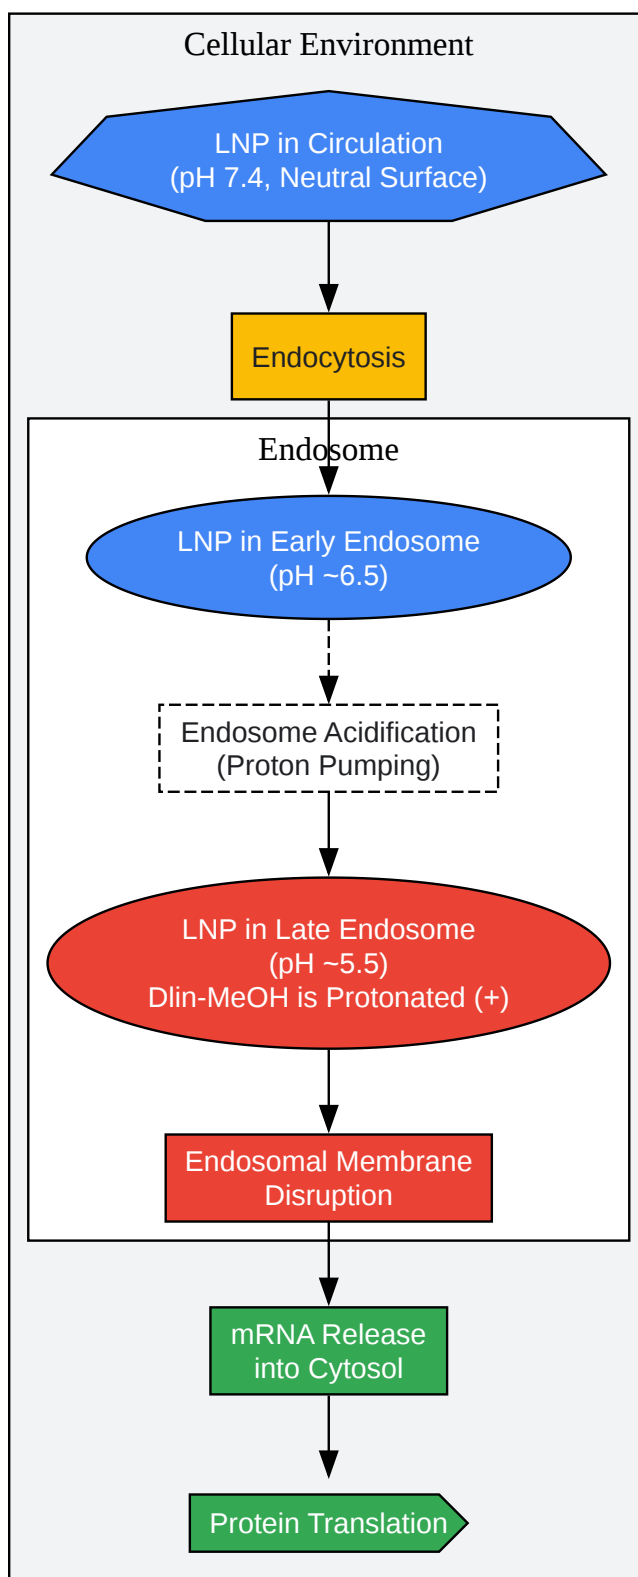 Cellular Environment
LNP in Circulation
(pH 7.4, Neutral Surface)
Endocytosis
Endosome
LNP in Early Endosome
(pH ~6.5)
Endosome Acidification
(Proton Pumping)
LNP in Late Endosome
(pH ~5.5)
Dlin-MeOH is Protonated (+)
Endosomal Membrane
Disruption
mRNA Release
into Cytosol
Protein Translation